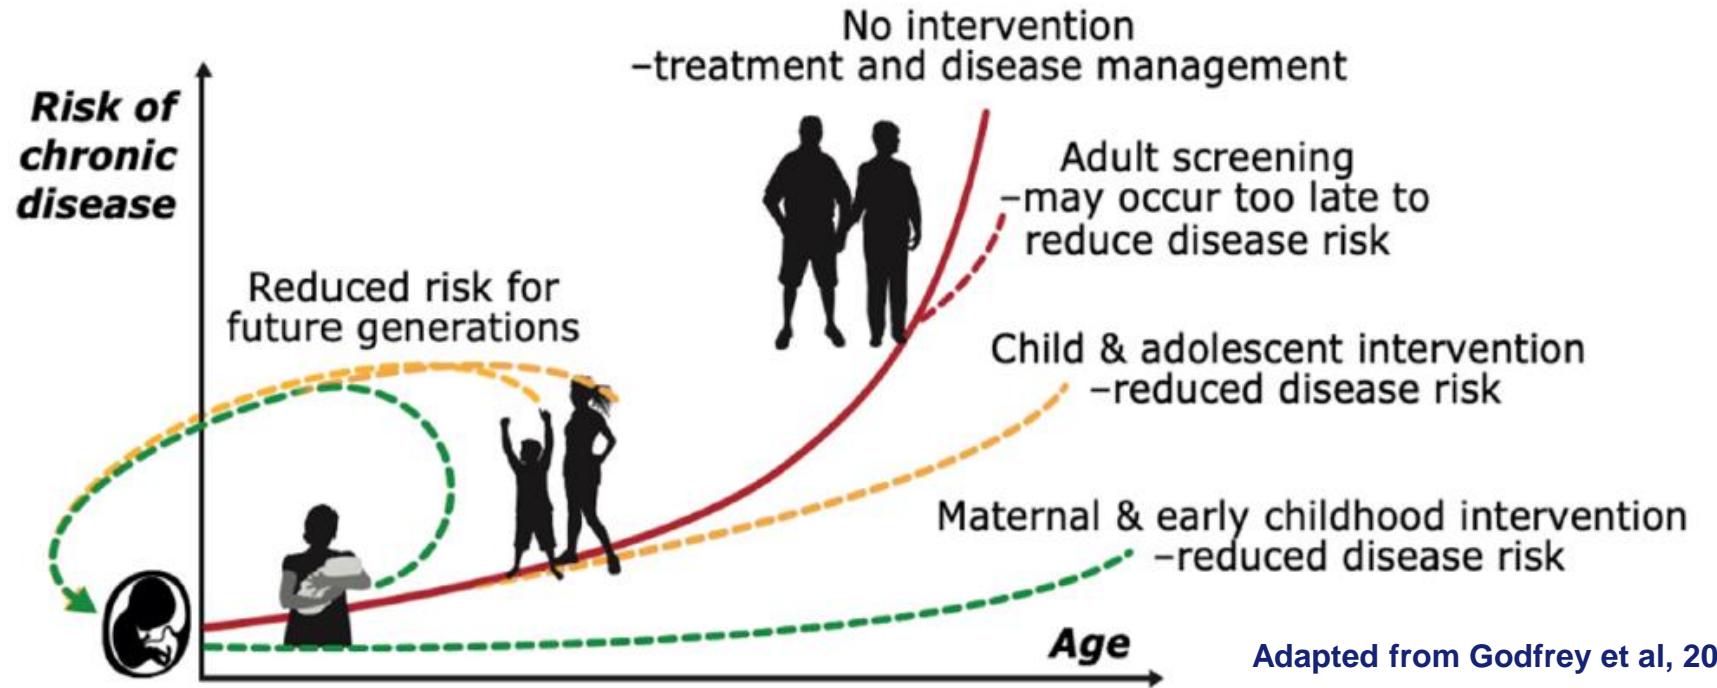 No intervention
–treatment and disease management
Risk of
chronic
disease
Adult screening
–may occur too late to
reduce disease risk
Reduced risk for
future generations
Child & adolescent intervention
–reduced disease risk
Maternal & early childhood intervention
–reduced disease risk
Age
Adapted from Godfrey et al, 20